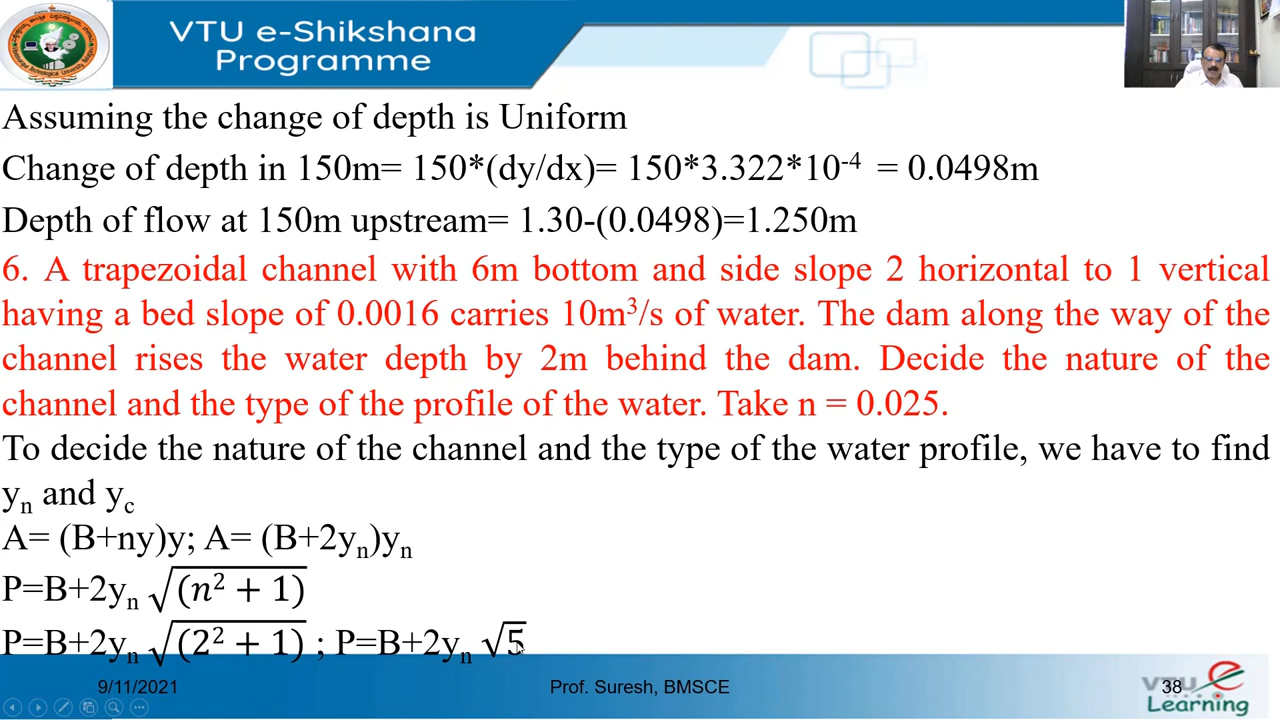 VTU e-Shikshana
Programme
Assuming the change of depth is Uniform
Change of depth in 150m= 150*(dy/dx)= 150*3.322*10⁻⁴ = 0.0498m
Depth of flow at 150m upstream= 1.30-(0.0498)=1.250m
6. A trapezoidal channel with 6m bottom and side slope 2 horizontal to 1 vertical
having a bed slope of 0.0016 carries 10m³/s of water. The dam along the way of the
channel rises the water depth by 2m behind the dam. Decide the nature of the
channel and the type of the profile of the water. Take n = 0.025.
To decide the nature of the channel and the type of the water profile, we have to find
yₙ and y꜀
A= (B+ny)y; A= (B+2yₙ)yₙ
P=B+2yₙ √(n² + 1)
P=B+2yₙ √(2² + 1) ; P=B+2yₙ √5
9/11/2021 Prof. Suresh, BMSCE 38
VTU e
Learning